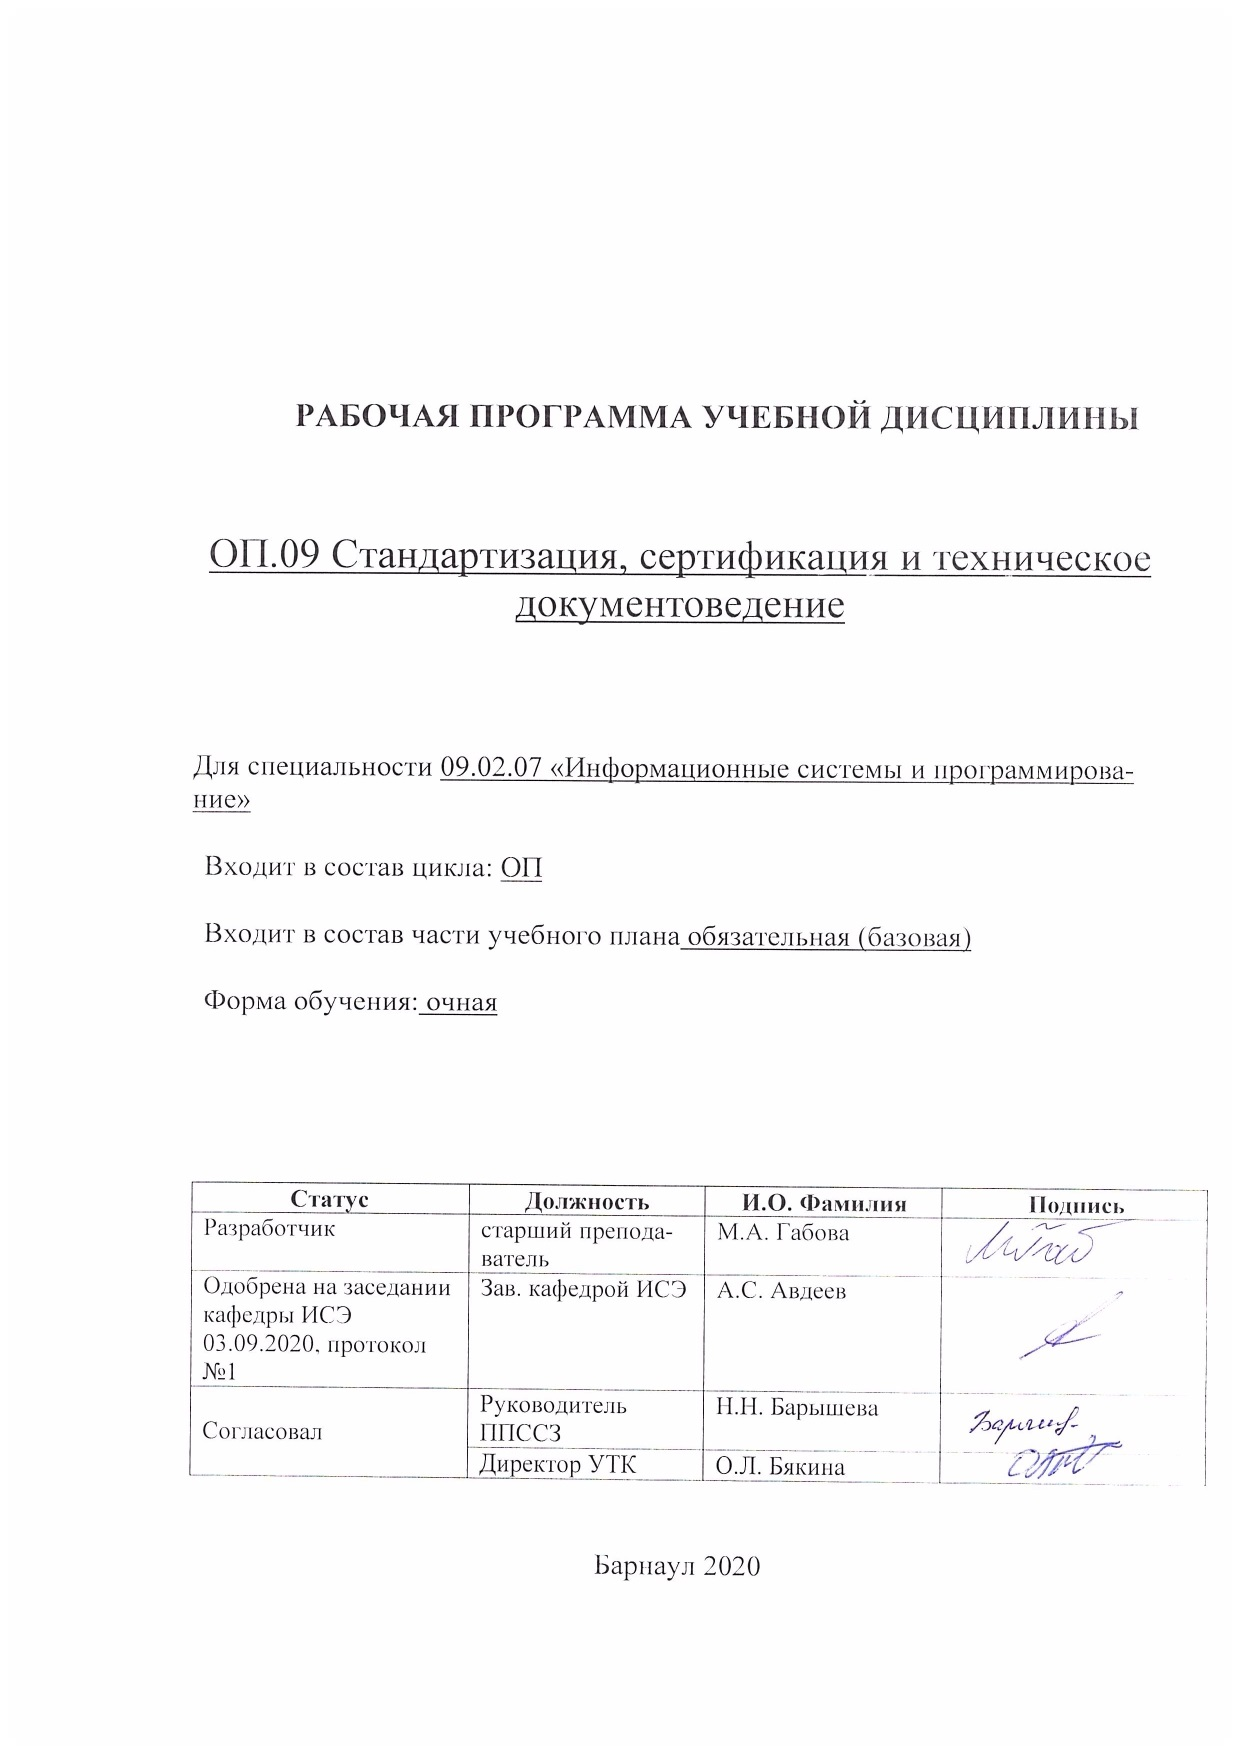 РАБОЧАЯ ПРОГРАММА УЧЕБНОЙ ДИСЦИПЛИНЫ
ОП.09 Стандартизация, сертификация и техническое
документоведение
Для специальности 09.02.07 «Информационные системы и программирова-
ние»
Входит в состав цикла: ОП
Входит в состав части учебного плана обязательная (базовая)
Форма обучения: очная
Статус Должность И.О. Фамилия Подпись
Разработчик старший препода- М.А. Габова
ватель
Одобрена на заседании Зав. кафедрой ИСЭ А.С. Авдеев
кафедры ИСЭ
03.09.2020, протокол
№1
Согласовал
Руководитель Н.Н. Барышева
ППССЗ
Директор УТК О.Л. Бякина
Барнаул 2020